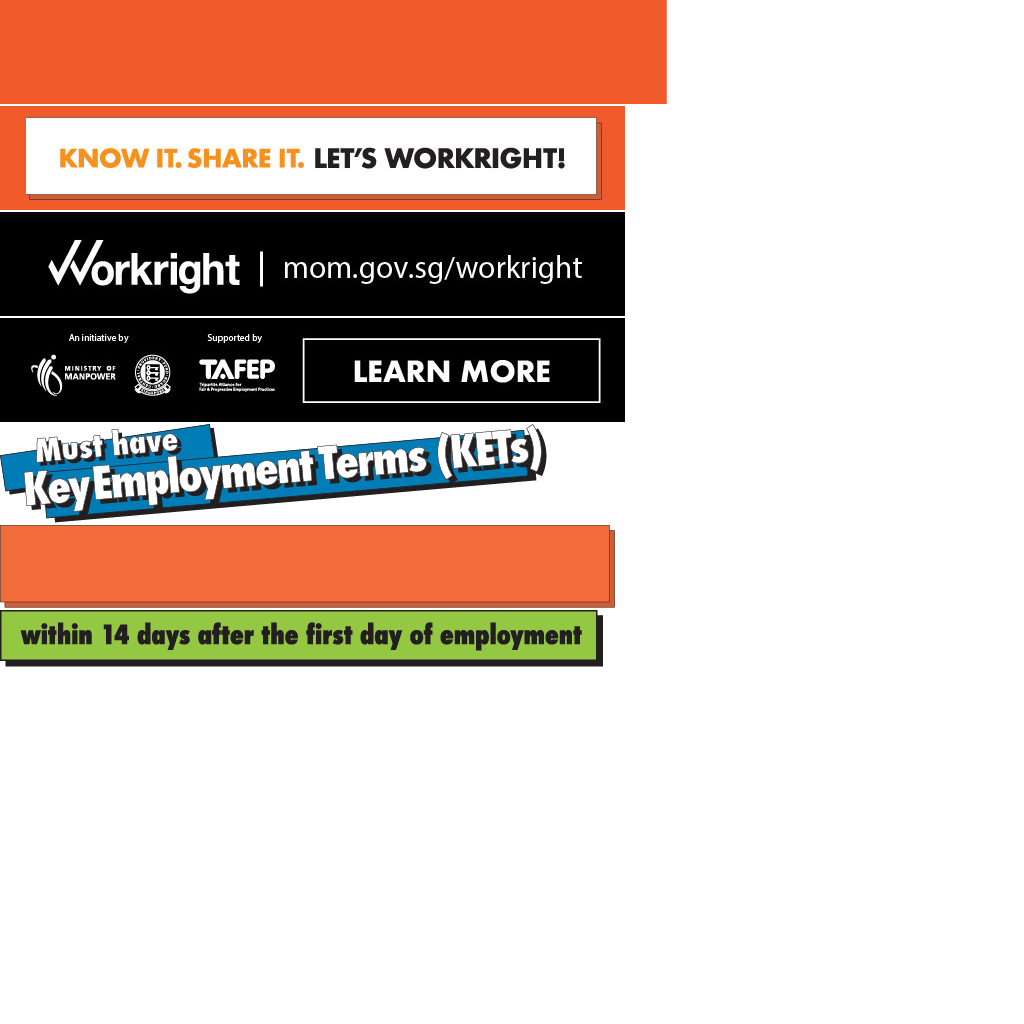 KNOW IT. SHARE IT. LET'S WORKRIGHT!
Workright | mom.gov.sg/workright
An initiative by
Supported by
MINISTRY OF
MANPOWER
TAFEP
Tripartite Alliance for
Fair & Progressive Employment Practices
LEARN MORE
Must have
Key Employment Terms (KETs)
within 14 days after the first day of employment